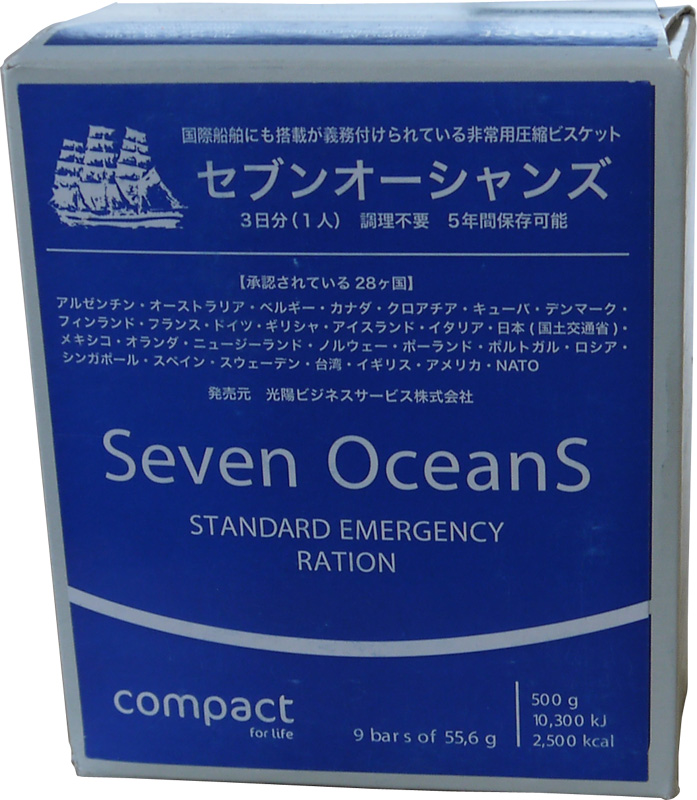 国際船舶にも搭載が義務付けられている非常用圧縮ビスケット
セブンオーシャンズ
3日分(1人) 調理不要 5年間保存可能
【承認されている28ヶ国】
アルゼンチン・オーストラリア・ベルギー・カナダ・クロアチア・キューバ・デンマーク・
フィンランド・フランス・ドイツ・ギリシャ・アイスランド・イタリア・日本(国土交通省)・
メキシコ・オランダ・ニュージーランド・ノルウェー・ポーランド・ポルトガル・ロシア・
シンガポール・スペイン・スウェーデン・台湾・イギリス・アメリカ・NATO
発売元 光陽ビジネスサービス株式会社
Seven OceanS
STANDARD EMERGENCY
RATION
compact
for life
9 bars of 55,6 g
500 g
10,300 kJ
2,500 kcal